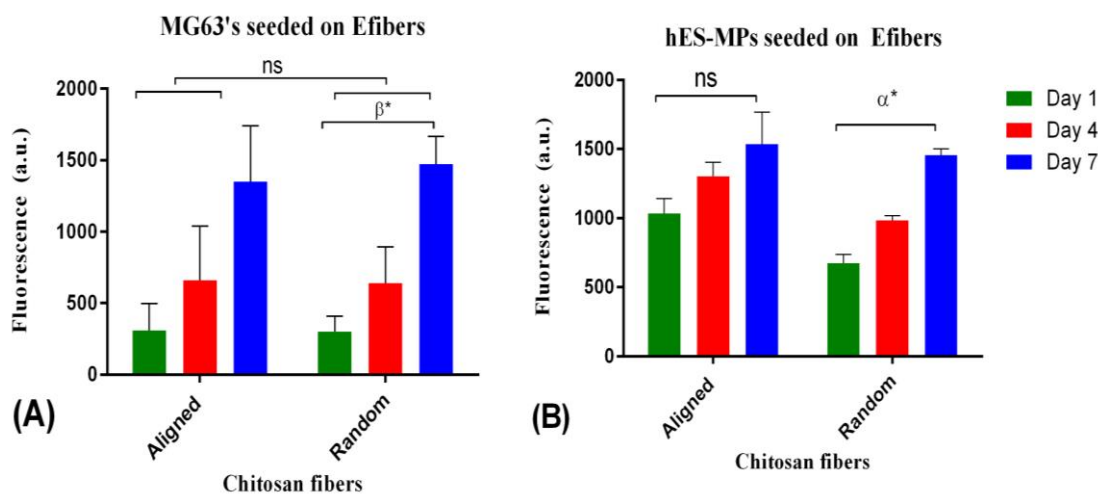 MG63's seeded on Efibers
ns
β*
2000
1500
1000
500
0
Fluorescence (a.u.)
Aligned
Random
Chitosan fibers
(A)
hES-MPs seeded on Efibers
ns
α*
2000
1500
1000
500
0
Fluorescence (a.u.)
Aligned
Random
Chitosan fibers
(B)
Day 1
Day 4
Day 7